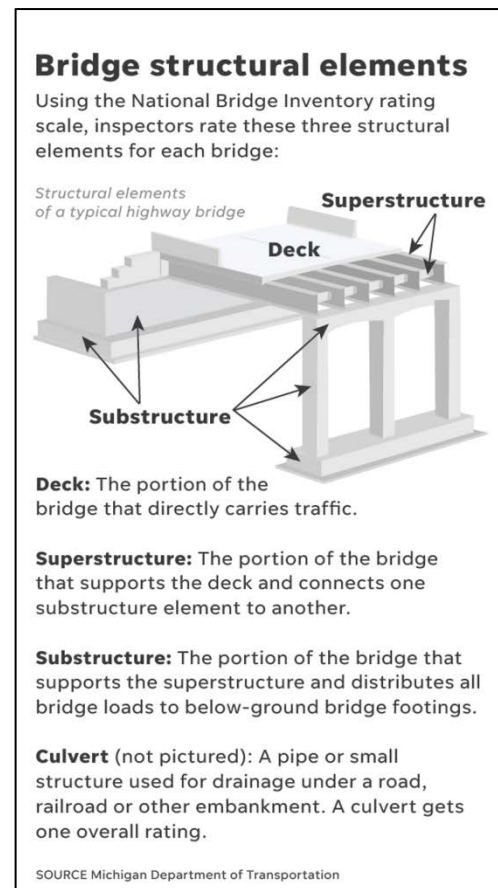 Bridge structural elements
Using the National Bridge Inventory rating
scale, inspectors rate these three structural
elements for each bridge:
Structural elements
of a typical highway bridge
Superstructure
Deck
Substructure
Deck: The portion of the
bridge that directly carries traffic.
Superstructure: The portion of the bridge
that supports the deck and connects one
substructure element to another.
Substructure: The portion of the bridge that
supports the superstructure and distributes all
bridge loads to below-ground bridge footings.
Culvert (not pictured): A pipe or small
structure used for drainage under a road,
railroad or other embankment. A culvert gets
one overall rating.
SOURCE Michigan Department of Transportation